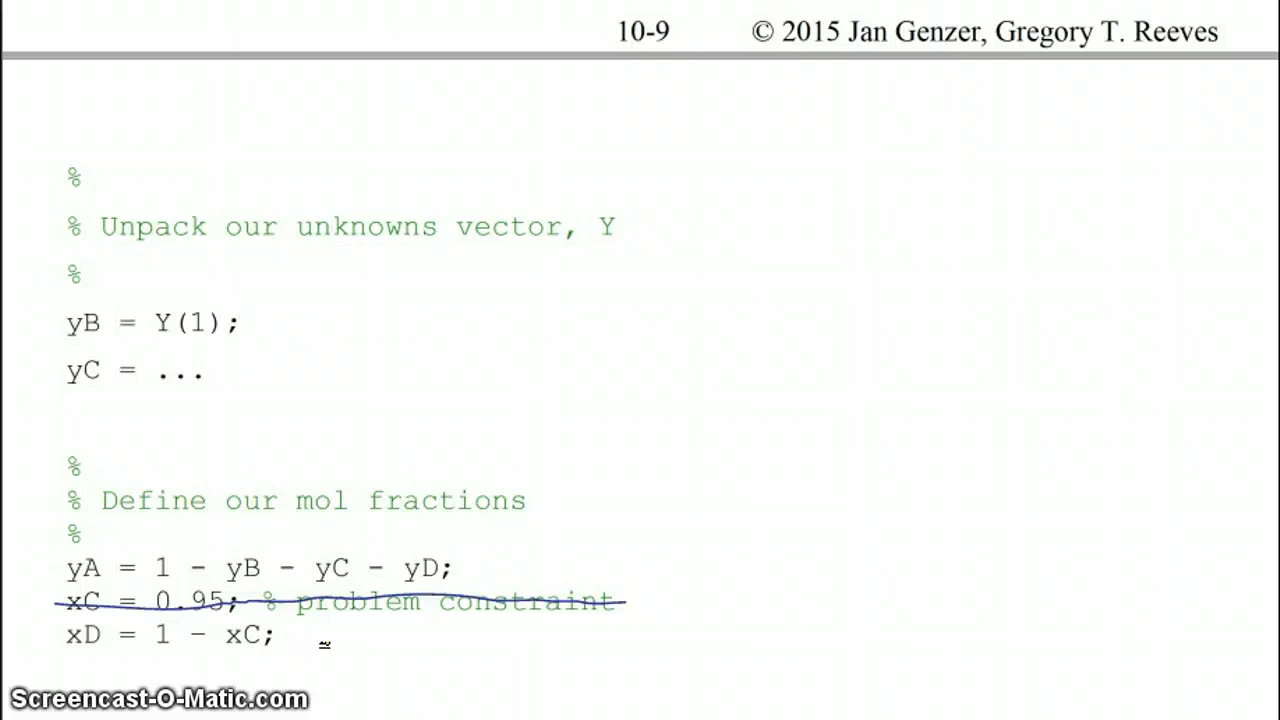 10-9 © 2015 Jan Genzer, Gregory T. Reeves
%
% Unpack our unknowns vector, Y
%
yB = Y(1);
yC = ...
%
% Define our mol fractions
%
yA = 1 - yB - yC - yD;
xC = 0.95; % problem constraint
xD = 1 - xC;
Screencast-O-Matic.com